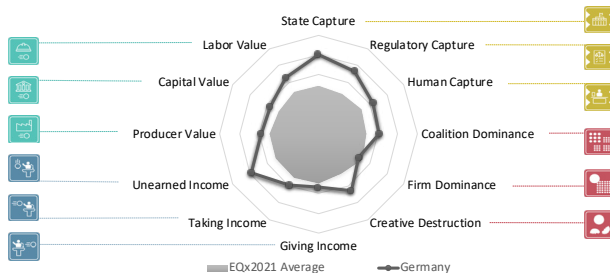 State Capture
Labor Value
Regulatory Capture
Capital Value
Human Capture
Producer Value
Coalition Dominance
Unearned Income
Firm Dominance
Taking Income
Creative Destruction
Giving Income
EQx2021 Average
Germany